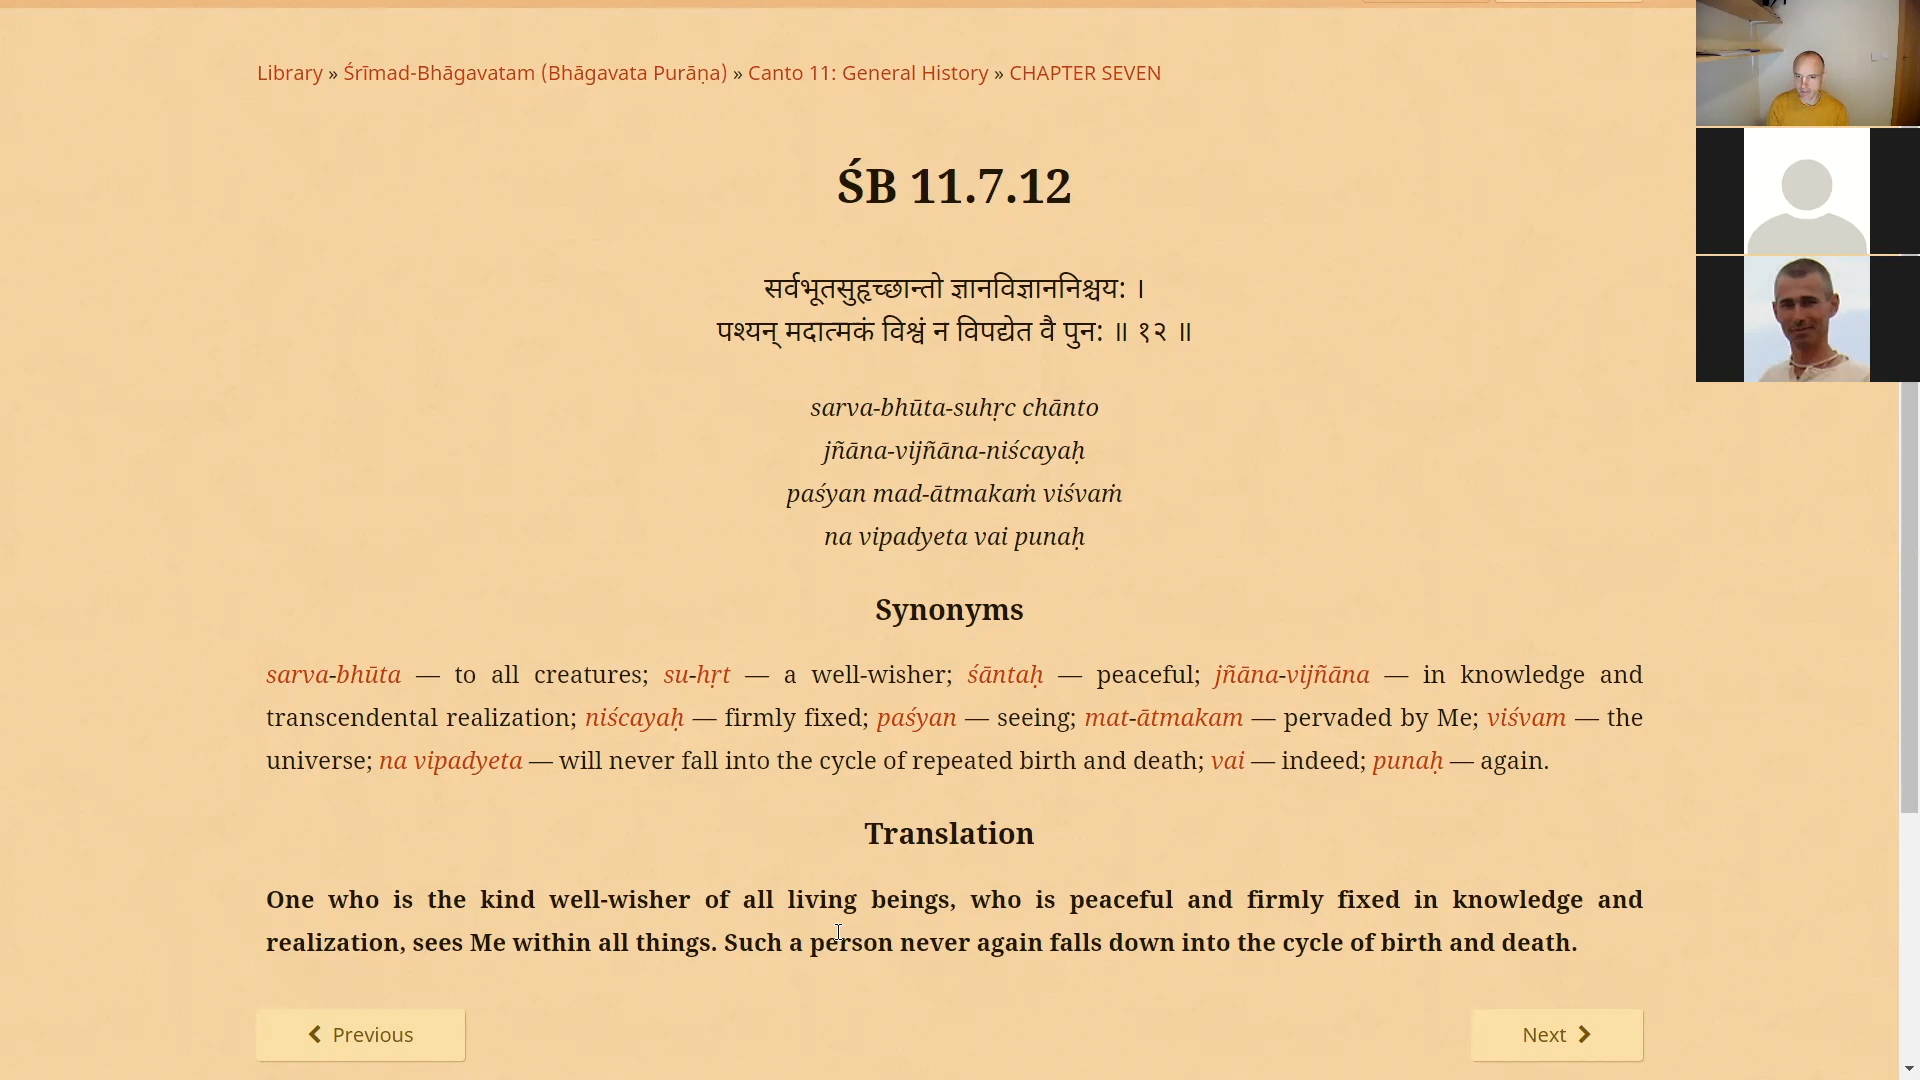 Library » Śrīmad-Bhāgavatam (Bhāgavata Purāṇa) » Canto 11: General History » CHAPTER SEVEN
ŚB 11.7.12
सर्वभूतसुहृच्छान्तो ज्ञानविज्ञाननिश्चय: ।
पश्यन् मदात्मकं विश्वं न विपद्येत वै पुन: ॥ १२ ॥
sarva-bhūta-suhṛc chānto
jñāna-vijñāna-niścayaḥ
paśyan mad-ātmakaṁ viśvaṁ
na vipadyeta vai punaḥ
Synonyms
sarva-bhūta — to all creatures; su-hṛt — a well-wisher; śāntaḥ — peaceful; jñāna-vijñāna — in knowledge and
transcendental realization; niścayaḥ — firmly fixed; paśyan — seeing; mat-ātmakam — pervaded by Me; viśvam — the
universe; na vipadyeta — will never fall into the cycle of repeated birth and death; vai — indeed; punaḥ — again.
Translation
One who is the kind well-wisher of all living beings, who is peaceful and firmly fixed in knowledge and
realization, sees Me within all things. Such a person never again falls down into the cycle of birth and death.
Previous
Next